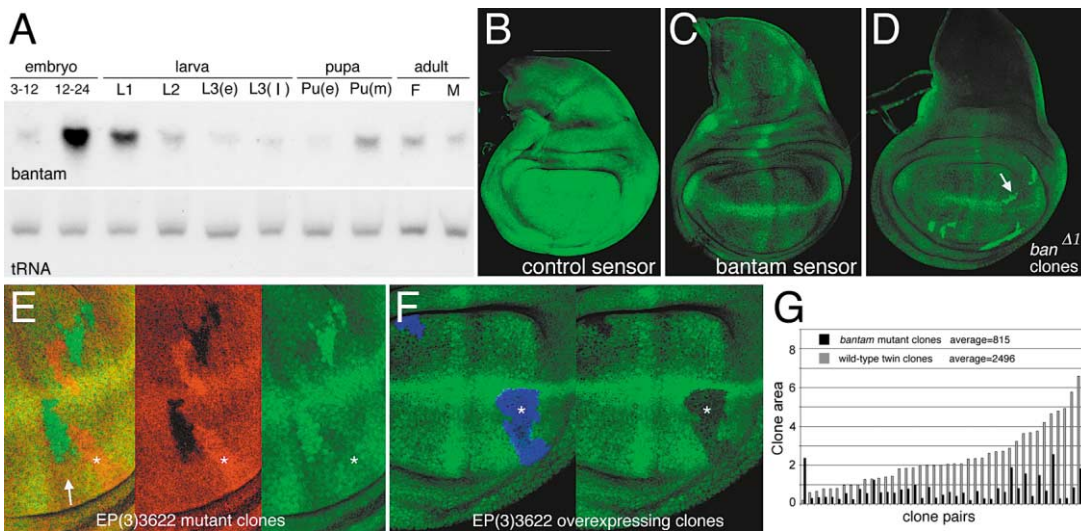 A
embryo larva pupa adult
3-12 12-24 L1 L2 L3(e) L3(l) Pu(e) Pu(m) F M
bantam
tRNA
B
control sensor
C
bantam sensor
D
ban Δ1
clones
E
EP(3)3622 mutant clones
F
EP(3)3622 overexpressing clones
G
bantam mutant clones average=815
wild-type twin clones average=2496
Clone area
8
6
4
2
0
clone pairs
* * *
* *